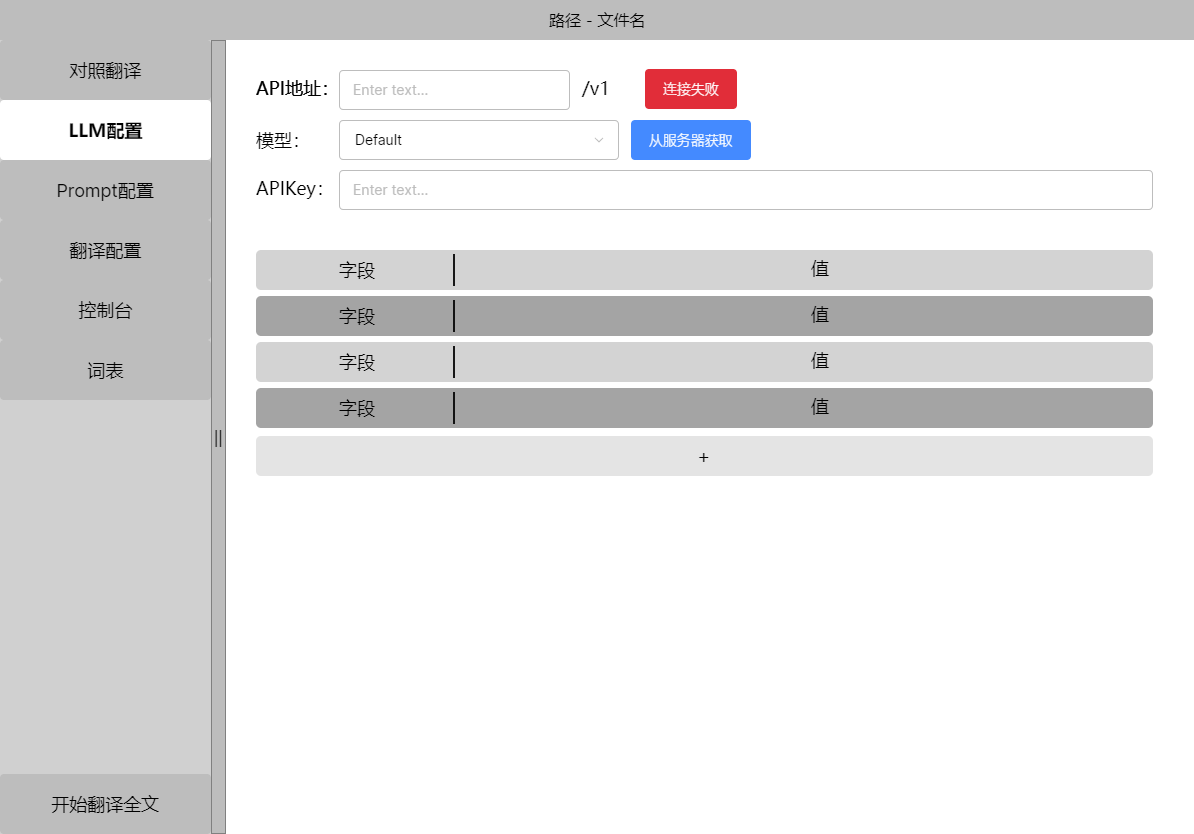 路径 - 文件名
对照翻译
LLM配置
Prompt配置
翻译配置
控制台
词表
开始翻译全文
||
API地址： Enter text... /v1 连接失败
模型： Default 从服务器获取
APIKey： Enter text...
字段 值
字段 值
字段 值
字段 值
+